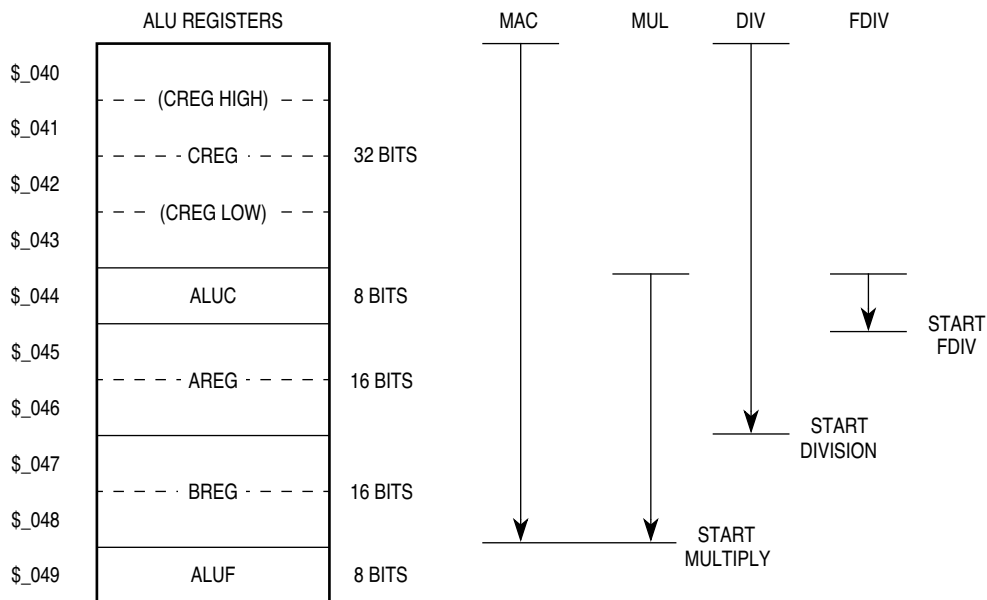 ALU REGISTERS MAC MUL DIV FDIV
$_040
(CREG HIGH)
$_041
CREG 32 BITS
$_042
(CREG LOW)
$_043
$_044 ALUC 8 BITS
START
FDIV
$_045
AREG 16 BITS
$_046
START
DIVISION
$_047
BREG 16 BITS
$_048
START
MULTIPLY
$_049 ALUF 8 BITS